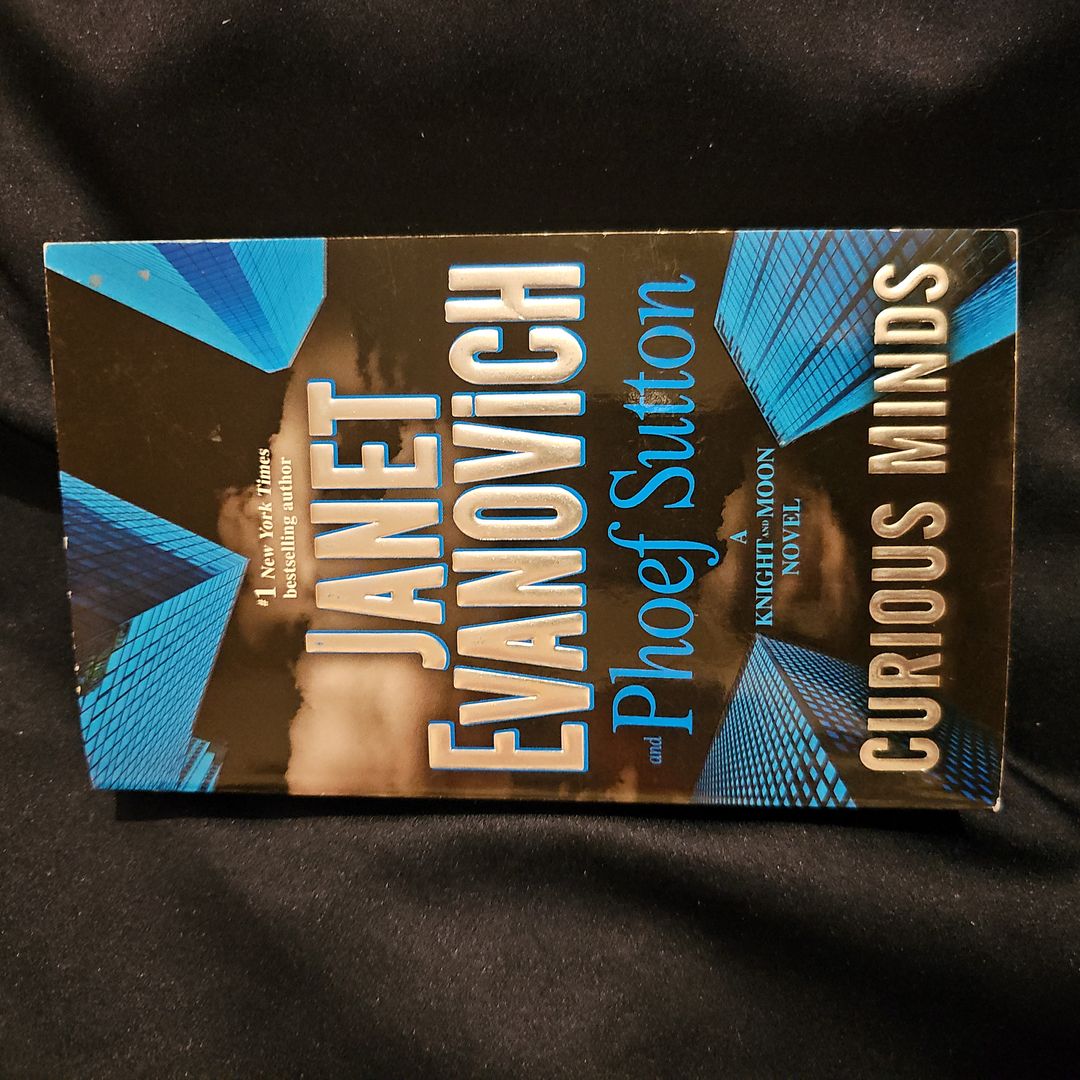 #1 New York Times
bestselling author
JANET
EVANOViCH
and Phoef Sutton
A
KNIGHT AND MOON
NOVEL
CURIOUS MINDS